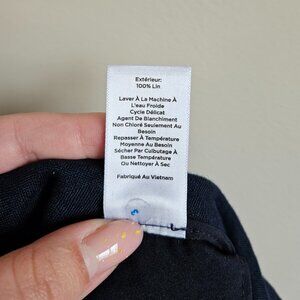 Extérieur:
100% Lin
Laver À La Machine À
L'eau Froide
Cycle Délicat
Agent De Blanchiment
Non Chloré Seulement Au
Besoin
Repasser À Température
Moyenne Au Besoin
Sécher Par Culbutage À
Basse Température
Ou Nettoyer À Sec
Fabriqué Au Vietnam